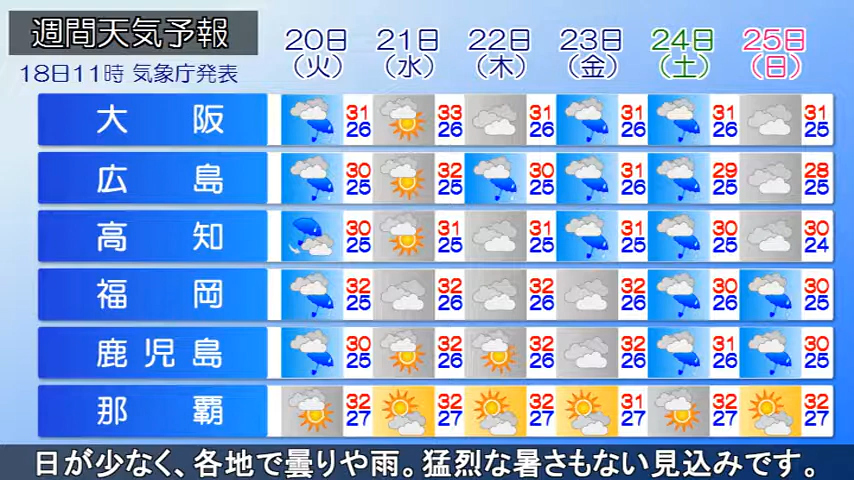 週間天気予報
18日11時 気象庁発表
20日 21日 22日 23日 24日 25日
(火) (水) (木) (金) (土) (日)
大阪 31 26 33 26 31 26 31 26 31 26 31 25
広島 30 25 32 25 30 25 31 26 29 25 28 25
高知 30 25 31 25 31 25 31 25 30 25 30 24
福岡 32 25 32 26 32 26 32 26 30 26 30 25
鹿児島 30 25 32 26 32 26 32 26 31 26 30 25
那覇 32 27 32 27 32 27 31 27 32 27 32 27
日が少なく、各地で曇りや雨。猛烈な暑さもない見込みです。